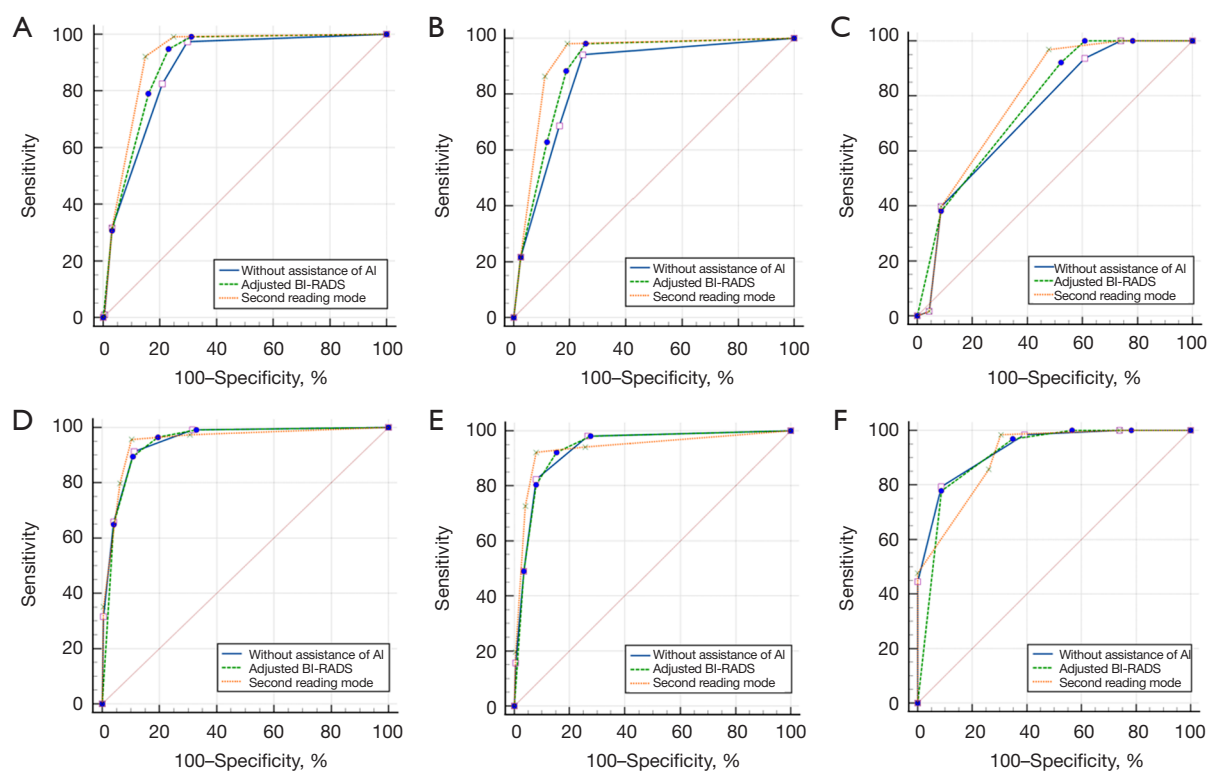 A
100
80
60
40
20
0
Sensitivity
0 20 40 60 80 100
100–Specificity, %
Without assistance of AI
Adjusted BI-RADS
Second reading mode
B
100
80
60
40
20
0
Sensitivity
0 20 40 60 80 100
100–Specificity, %
Without assistance of AI
Adjusted BI-RADS
Second reading mode
C
100
80
60
40
20
0
Sensitivity
0 20 40 60 80 100
100–Specificity, %
Without assistance of AI
Adjusted BI-RADS
Second reading mode
D
100
80
60
40
20
0
Sensitivity
0 20 40 60 80 100
100–Specificity, %
Without assistance of AI
Adjusted BI-RADS
Second reading mode
E
100
80
60
40
20
0
Sensitivity
0 20 40 60 80 100
100–Specificity, %
Without assistance of AI
Adjusted BI-RADS
Second reading mode
F
100
80
60
40
20
0
Sensitivity
0 20 40 60 80 100
100–Specificity, %
Without assistance of AI
Adjusted BI-RADS
Second reading mode